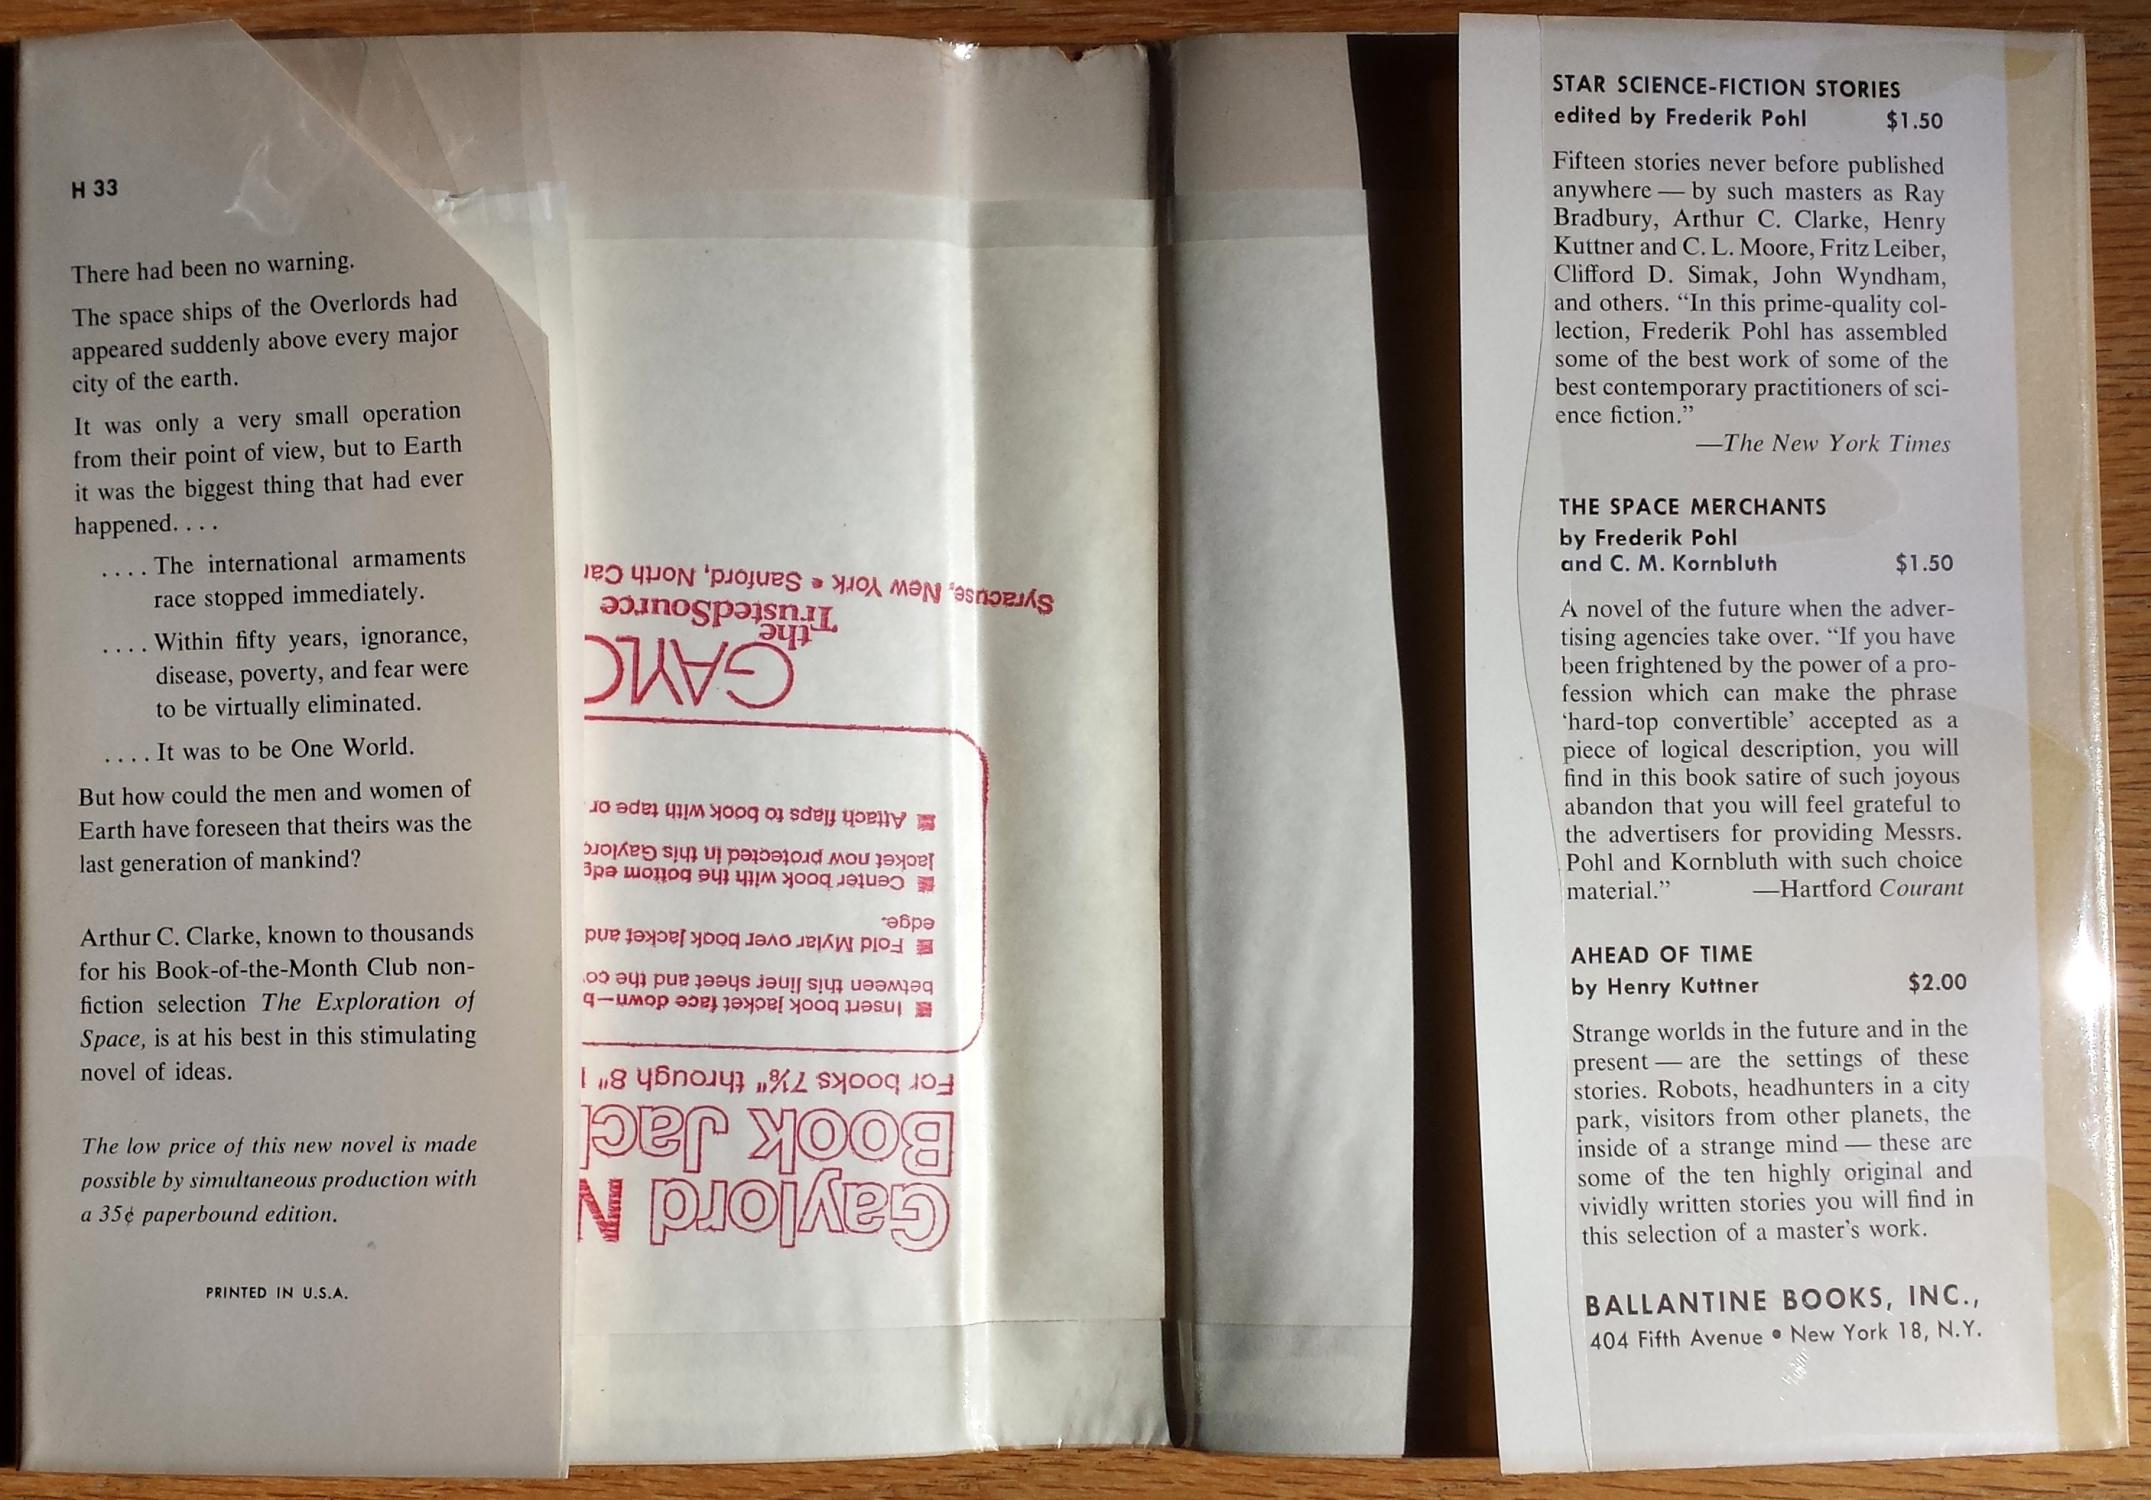 H 33
There had been no warning.
The space ships of the Overlords had
appeared suddenly above every major
city of the earth.
It was only a very small operation
from their point of view, but to Earth
it was the biggest thing that had ever
happened. . . .
. . . . The international armaments
race stopped immediately.
. . . . Within fifty years, ignorance,
disease, poverty, and fear were
to be virtually eliminated.
. . . . It was to be One World.
But how could the men and women of
Earth have foreseen that theirs was the
last generation of mankind?
Arthur C. Clarke, known to thousands
for his Book-of-the-Month Club non-
fiction selection The Exploration of
Space, is at his best in this stimulating
novel of ideas.
The low price of this new novel is made
possible by simultaneous production with
a 35¢ paperbound edition.
PRINTED IN U.S.A.
Gaylord N
Book Jac
For books 7⅞" through 8"
■ Insert book jacket face down—b
between this liner sheet and the co
■ Fold Mylar over book jacket and
edge.
■ Center book with the bottom edg
jacket now protected in this Gaylord
■ Attach flaps to book with tape or
GAYLO
the
TrustedSource
Syracuse, New York • Sanford, North Car
STAR SCIENCE-FICTION STORIES
edited by Frederik Pohl $1.50
Fifteen stories never before published
anywhere — by such masters as Ray
Bradbury, Arthur C. Clarke, Henry
Kuttner and C. L. Moore, Fritz Leiber,
Clifford D. Simak, John Wyndham,
and others. “In this prime-quality col-
lection, Frederik Pohl has assembled
some of the best work of some of the
best contemporary practitioners of sci-
ence fiction.”
—The New York Times
THE SPACE MERCHANTS
by Frederik Pohl
and C. M. Kornbluth $1.50
A novel of the future when the adver-
tising agencies take over. “If you have
been frightened by the power of a pro-
fession which can make the phrase
‘hard-top convertible’ accepted as a
piece of logical description, you will
find in this book satire of such joyous
abandon that you will feel grateful to
the advertisers for providing Messrs.
Pohl and Kornbluth with such choice
material.” —Hartford Courant
AHEAD OF TIME
by Henry Kuttner $2.00
Strange worlds in the future and in the
present — are the settings of these
stories. Robots, headhunters in a city
park, visitors from other planets, the
inside of a strange mind — these are
some of the ten highly original and
vividly written stories you will find in
this selection of a master’s work.
BALLANTINE BOOKS, INC.,
404 Fifth Avenue • New York 18, N.Y.